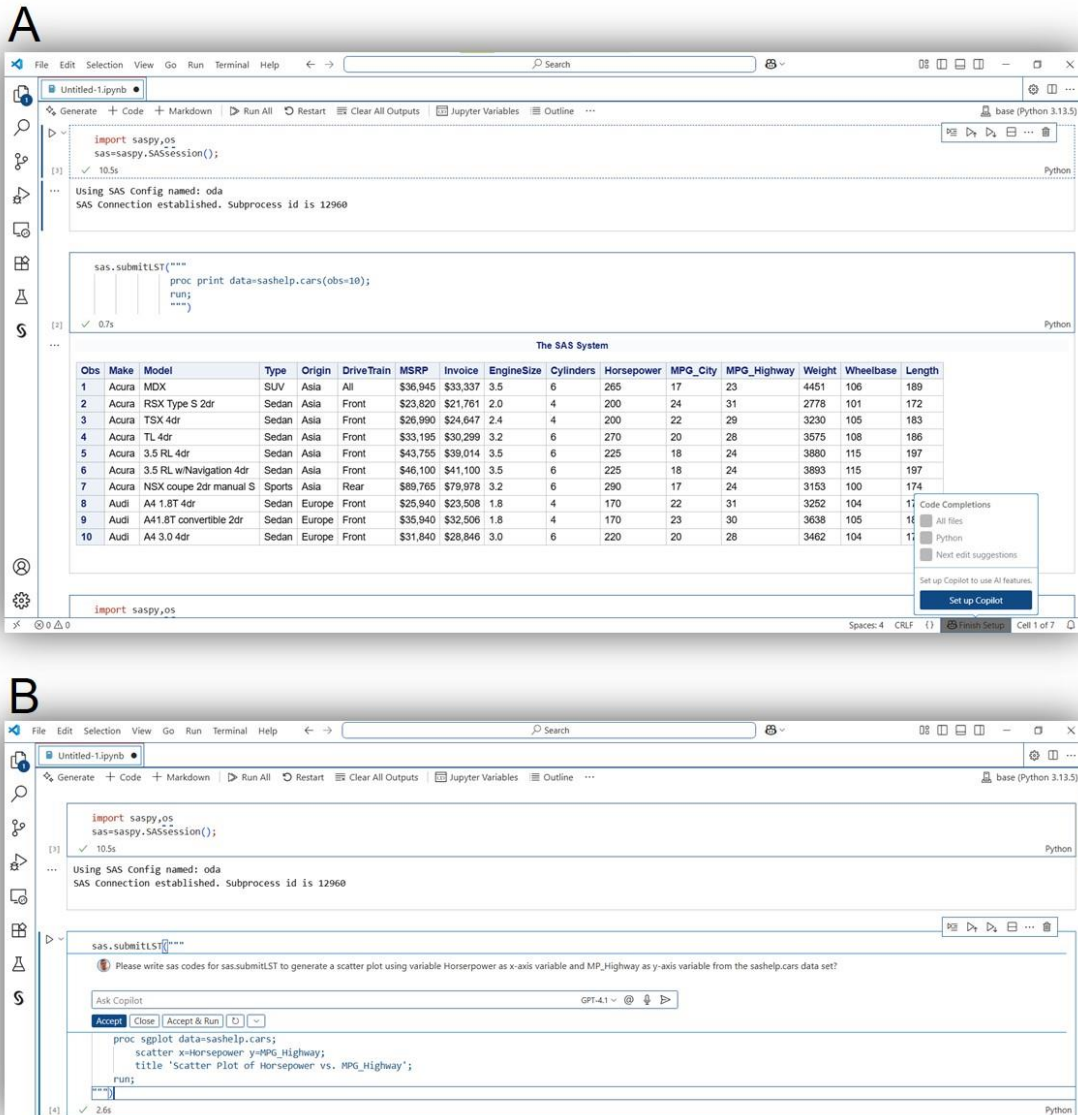 A
File Edit Selection View Go Run Terminal Help Search
Untitled-1.ipynb
Generate + Code + Markdown Run All Restart Clear All Outputs Jupyter Variables Outline ... base (Python 3.13.5)
import saspy,os
sas=saspy.SASsession();
[3] ✓ 10.5s Python
Using SAS Config named: oda
SAS Connection established. Subprocess id is 12960
sas.submitLST("""
proc print data=sashelp.cars(obs=10);
run;
""")
[2] ✓ 0.7s Python
The SAS System
Obs Make Model Type Origin DriveTrain MSRP Invoice EngineSize Cylinders Horsepower MPG_City MPG_Highway Weight Wheelbase Length
1 Acura MDX SUV Asia All $36,945 $33,337 3.5 6 265 17 23 4451 106 189
2 Acura RSX Type S 2dr Sedan Asia Front $23,820 $21,761 2.0 4 200 24 31 2778 101 172
3 Acura TSX 4dr Sedan Asia Front $26,990 $24,647 2.4 4 200 22 29 3230 105 183
4 Acura TL 4dr Sedan Asia Front $33,195 $30,299 3.2 6 270 20 28 3575 108 186
5 Acura 3.5 RL 4dr Sedan Asia Front $43,755 $39,014 3.5 6 225 18 24 3880 115 197
6 Acura 3.5 RL w/Navigation 4dr Sedan Asia Front $46,100 $41,100 3.5 6 225 18 24 3893 115 197
7 Acura NSX coupe 2dr manual S Sports Asia Rear $89,765 $79,978 3.2 6 290 17 24 3153 100 174
8 Audi A4 1.8T 4dr Sedan Europe Front $25,940 $23,508 1.8 4 170 22 31 3252 104
9 Audi A41.8T convertible 2dr Sedan Europe Front $35,940 $32,506 1.8 4 170 23 30 3638 105
10 Audi A4 3.0 4dr Sedan Europe Front $31,840 $28,846 3.0 6 220 20 28 3462 104
Code Completions
All files
Python
Next edit suggestions
Set up Copilot to use AI features.
Set up Copilot
import saspy,os
0 0 Spaces: 4 CRLF {} Finish Setup Cell 1 of 7
B
File Edit Selection View Go Run Terminal Help Search
Untitled-1.ipynb
Generate + Code + Markdown Run All Restart Clear All Outputs Jupyter Variables Outline ... base (Python 3.13.5)
import saspy,os
sas=saspy.SASsession();
[3] ✓ 10.5s Python
Using SAS Config named: oda
SAS Connection established. Subprocess id is 12960
sas.submitLST("""
Please write sas codes for sas.submitLST to generate a scatter plot using variable Horserpower as x-axis variable and MP_Highway as y-axis variable from the sashelp.cars data set?
Ask Copilot GPT-4.1 @
Accept Close Accept & Run
proc sgplot data=sashelp.cars;
scatter x=Horsepower y=MPG_Highway;
title 'Scatter Plot of Horsepower vs. MPG_Highway';
run;
""")
[4] ✓ 2.6s Python